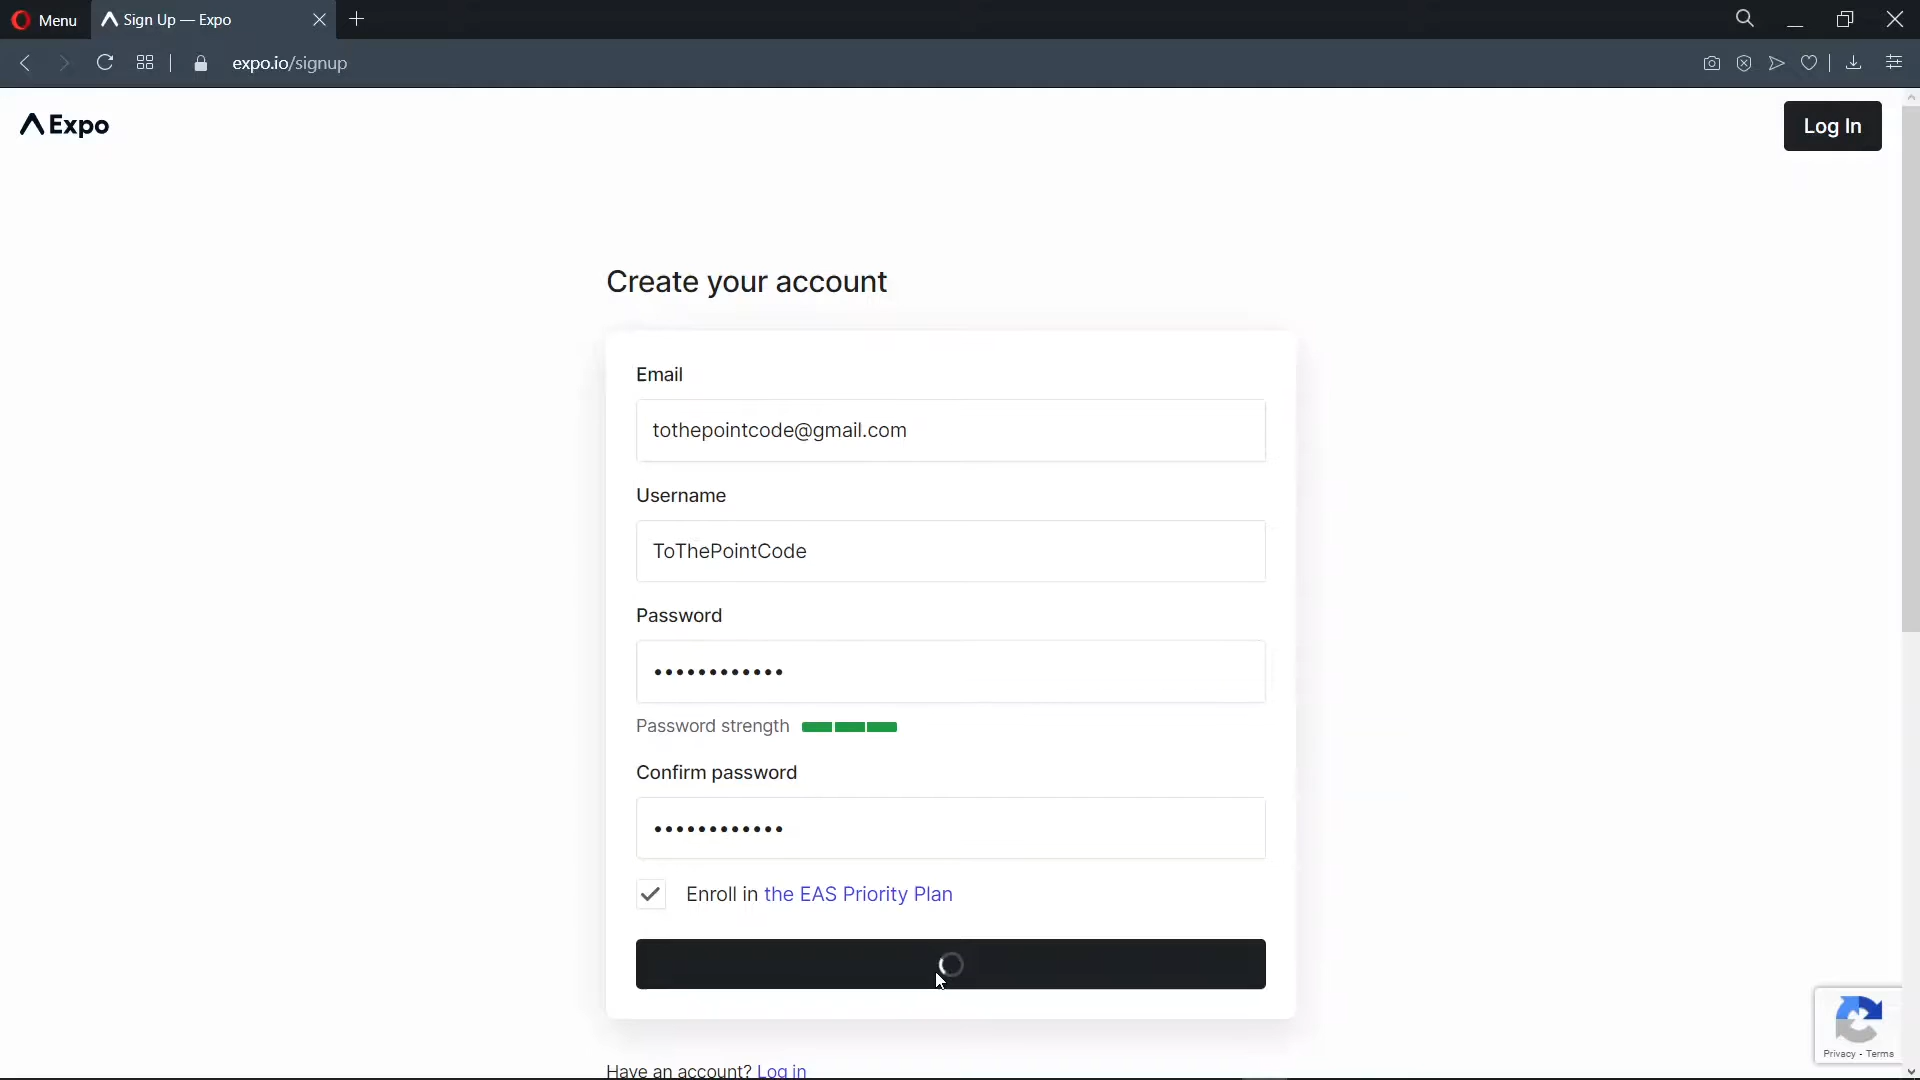 Menu
Sign Up — Expo
expo.io/signup
Expo
Log In
Create your account
Email
tothepointcode@gmail.com
Username
ToThePointCode
Password
••••••••••••
Password strength
Confirm password
••••••••••••
Enroll in the EAS Priority Plan
Have an account? Log in
Privacy - Terms